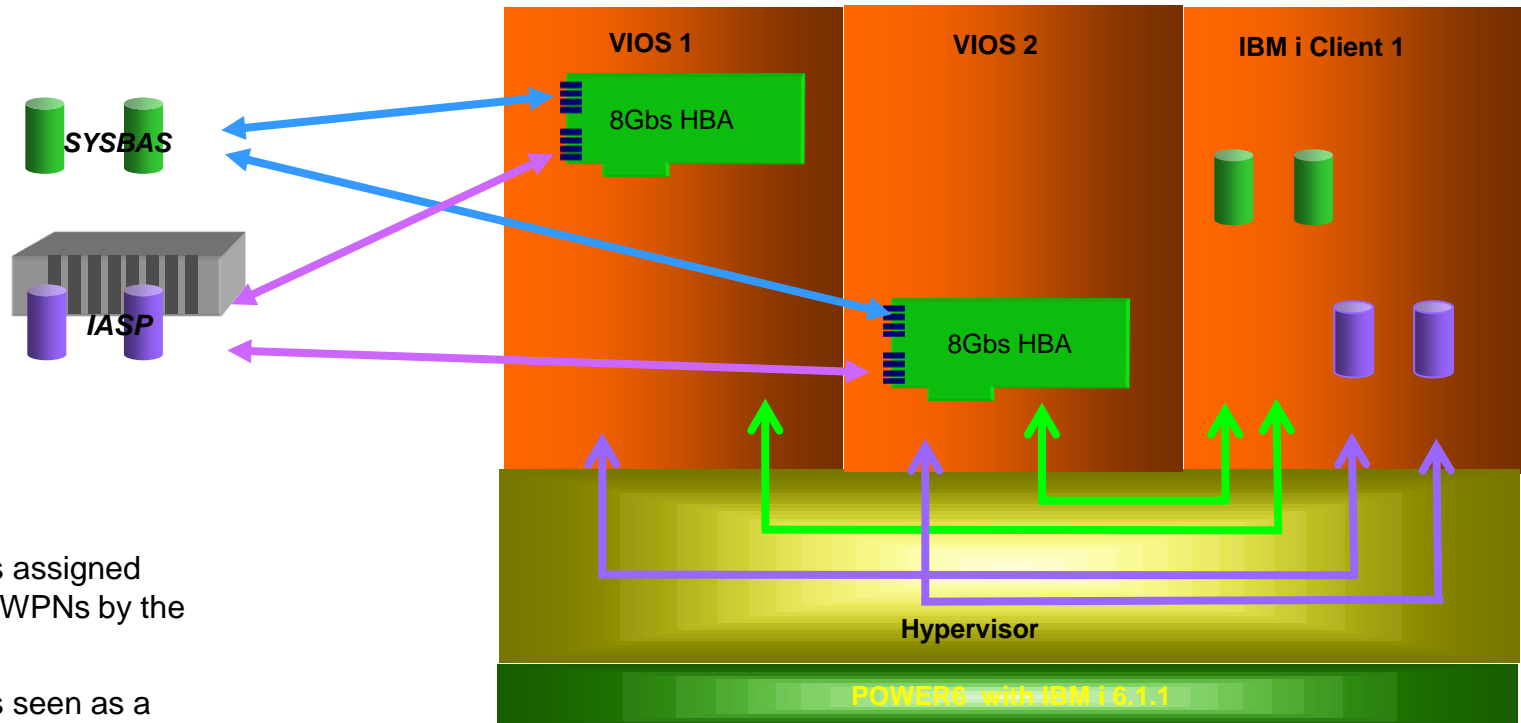 VIOS 1
VIOS 2
IBM i Client 1
8Gbs HBA
SYSBAS
IASP
8Gbs HBA
s assigned
WPNs by the
Hypervisor
s seen as a
POWER6 with IBM i 6.1.1